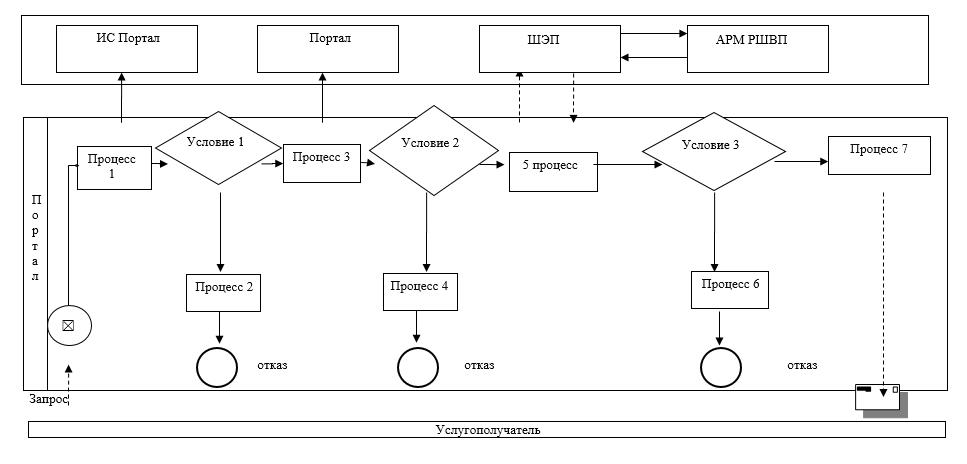 ИС Портал
Портал
ШЭП
АРМ РШВП
Портал
Процесс
1
Условие 1
Процесс 3
Условие 2
5 процесс
Условие 3
Процесс 7
Процесс 2
Процесс 4
Процесс 6
отказ
отказ
отказ
Запрос
Услугополучатель